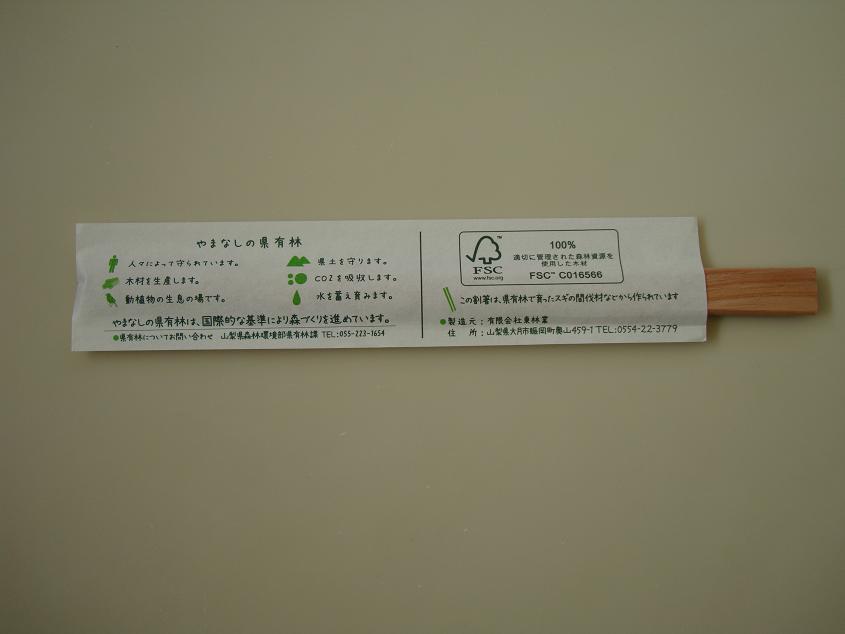 やまなしの県有林
人々によって守られています。
県土を守ります。
木材を生産します。
CO2を吸収します。
動植物の生息の場です。
水を蓄え育みます。
やまなしの県有林は、国際的な基準により森づくりを進めています。
●県有林についてお問い合わせ 山梨県森林環境部県有林課 TEL:055-223-1654
FSC
www.fsc.org
100%
適切に管理された森林資源を
使用した木材
FSC™ C016566
この割箸は、県有林で育ったスギの間伐材などから作られています
●製造元：有限会社東林業
住 所：山梨県大月市賑岡町奥山459-1 TEL:0554-22-3779